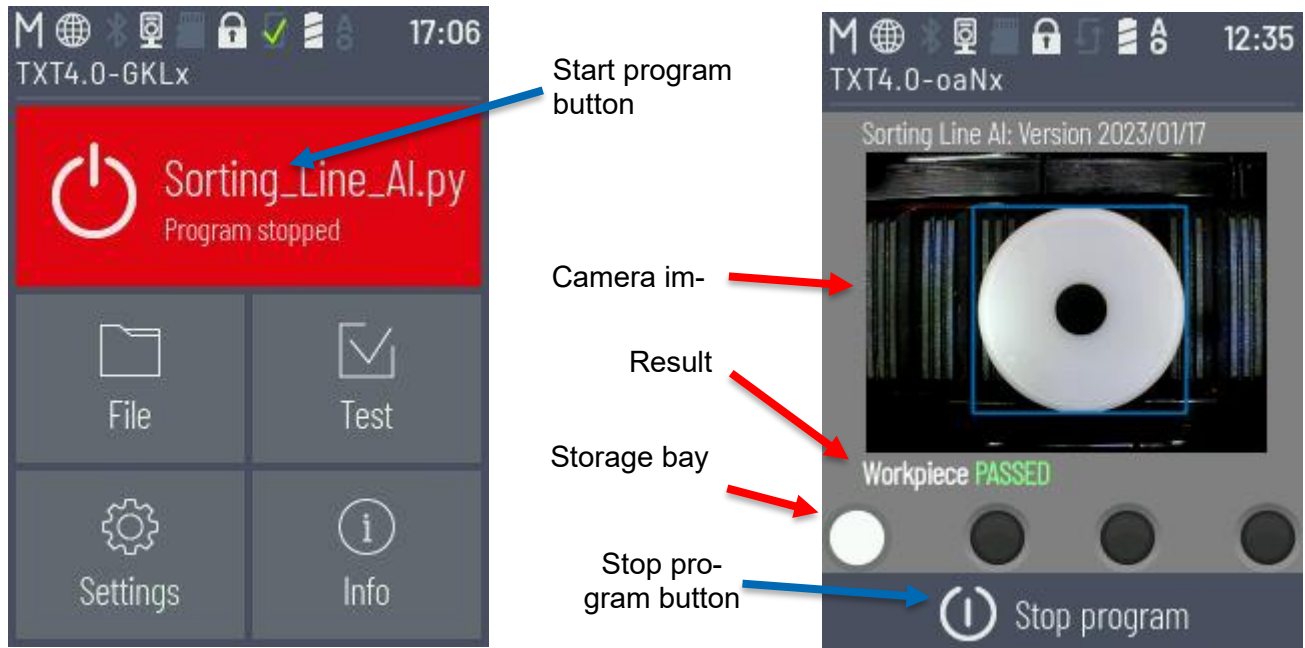 M 17:06
TXT4.0-GKLx
Sorting_Line_AI.py
Program stopped
File
Test
Settings
Info
Start program
button
Camera im-
Result
Storage bay
Stop pro-
gram button
M 12:35
TXT4.0-oaNx
Sorting Line AI: Version 2023/01/17
Workpiece PASSED
Stop program